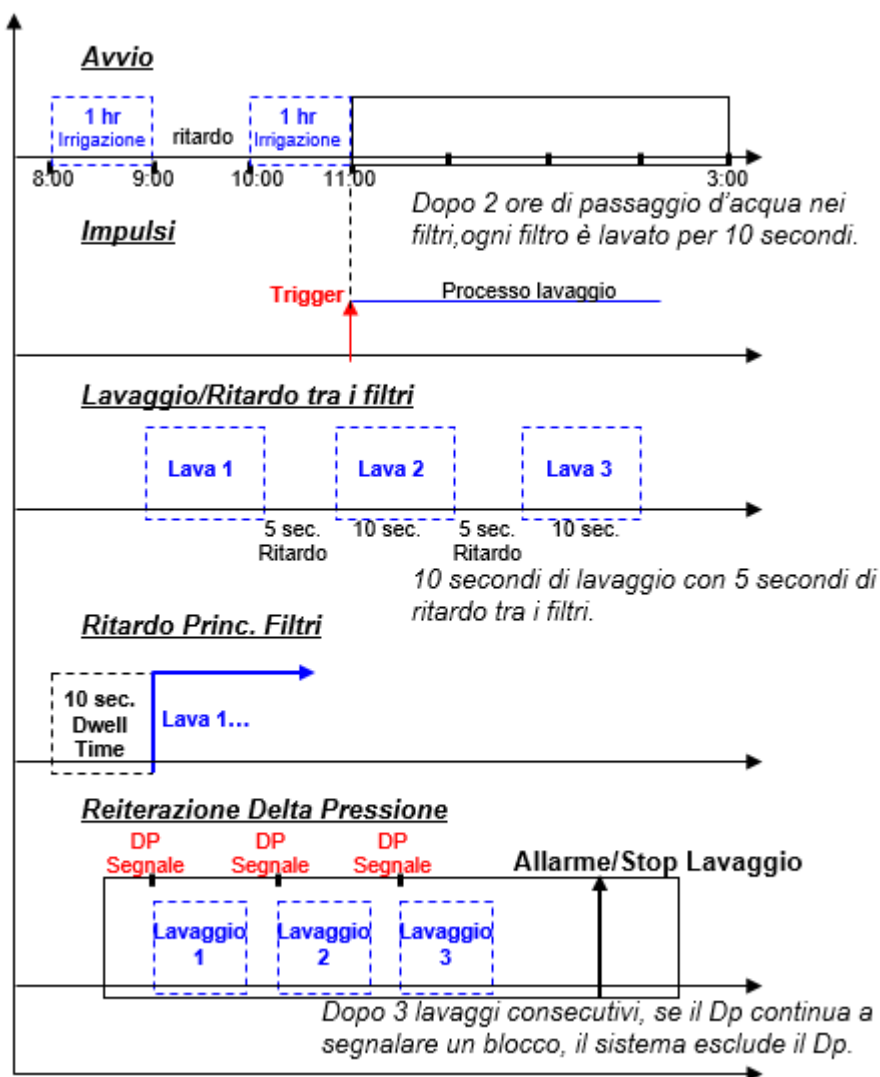 Avvio
1 hr
Irrigazione
ritardo
1 hr
Irrigazione
8:00
9:00
10:00
11:00
3:00
Dopo 2 ore di passaggio d'acqua nei
filtri,ogni filtro è lavato per 10 secondi.
Impulsi
Trigger
Processo lavaggio
Lavaggio/Ritardo tra i filtri
Lava 1
Lava 2
Lava 3
5 sec.
Ritardo
10 sec.
5 sec.
Ritardo
10 sec.
10 secondi di lavaggio con 5 secondi di
ritardo tra i filtri.
Ritardo Princ. Filtri
10 sec.
Dwell
Time
Lava 1…
Reiterazione Delta Pressione
DP
Segnale
DP
Segnale
DP
Segnale
Allarme/Stop Lavaggio
Lavaggio
1
Lavaggio
2
Lavaggio
3
Dopo 3 lavaggi consecutivi, se il Dp continua a
segnalare un blocco, il sistema esclude il Dp.